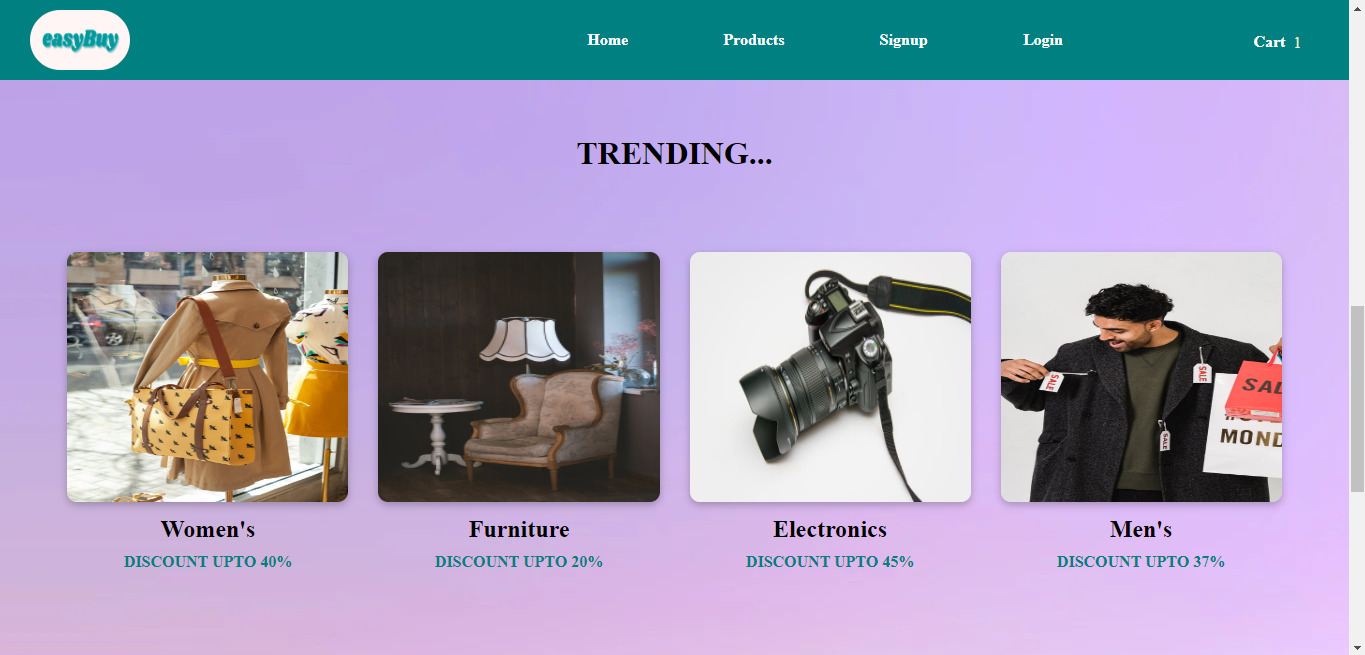 easyBuy
Home Products Signup Login Cart 1
TRENDING...
SALE
SALE
SALE
SAL
MOND
Women's Furniture Electronics Men's
DISCOUNT UPTO 40% DISCOUNT UPTO 20% DISCOUNT UPTO 45% DISCOUNT UPTO 37%